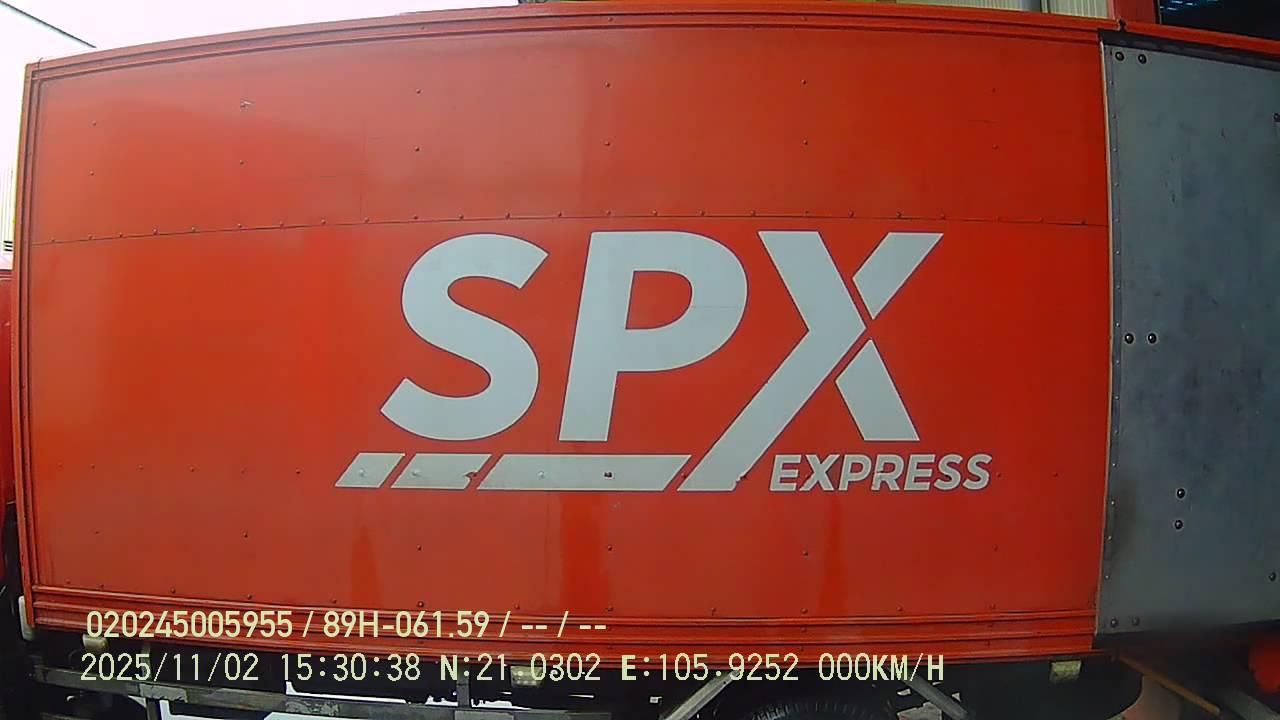 SPX
EXPRESS
020245005955 / 89H-061.59 / -- / --
2025/11/02 15:30:38 N:21.0302 E:105.9252 000KM/H